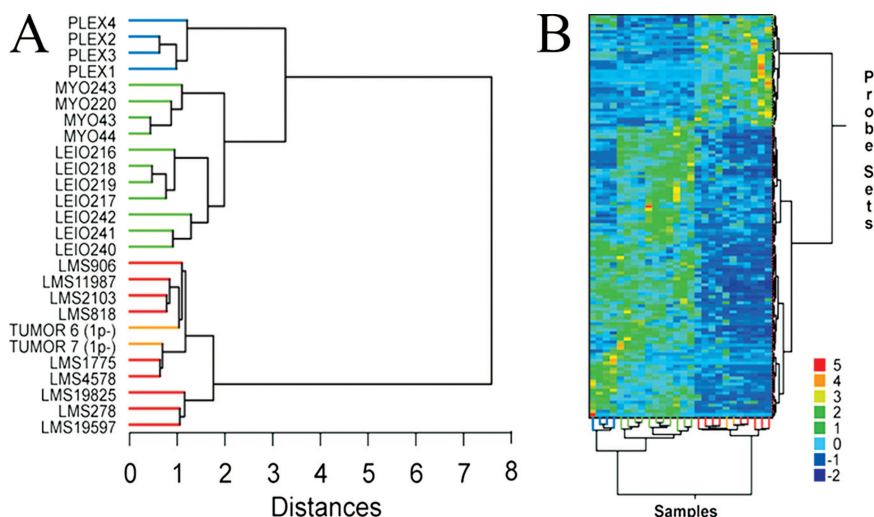 A
PLEX4
PLEX2
PLEX3
PLEX1
MYO243
MYO220
MYO43
MYO44
LEIO216
LEIO218
LEIO219
LEIO217
LEIO242
LEIO241
LEIO240
LMS906
LMS11987
LMS2103
LMS818
TUMOR 6 (1p-)
TUMOR 7 (1p-)
LMS1775
LMS4578
LMS19825
LMS278
LMS19597
0 1 2 3 4 5 6 7 8
Distances
B
Probe Sets
5
4
3
2
1
0
-1
-2
Samples